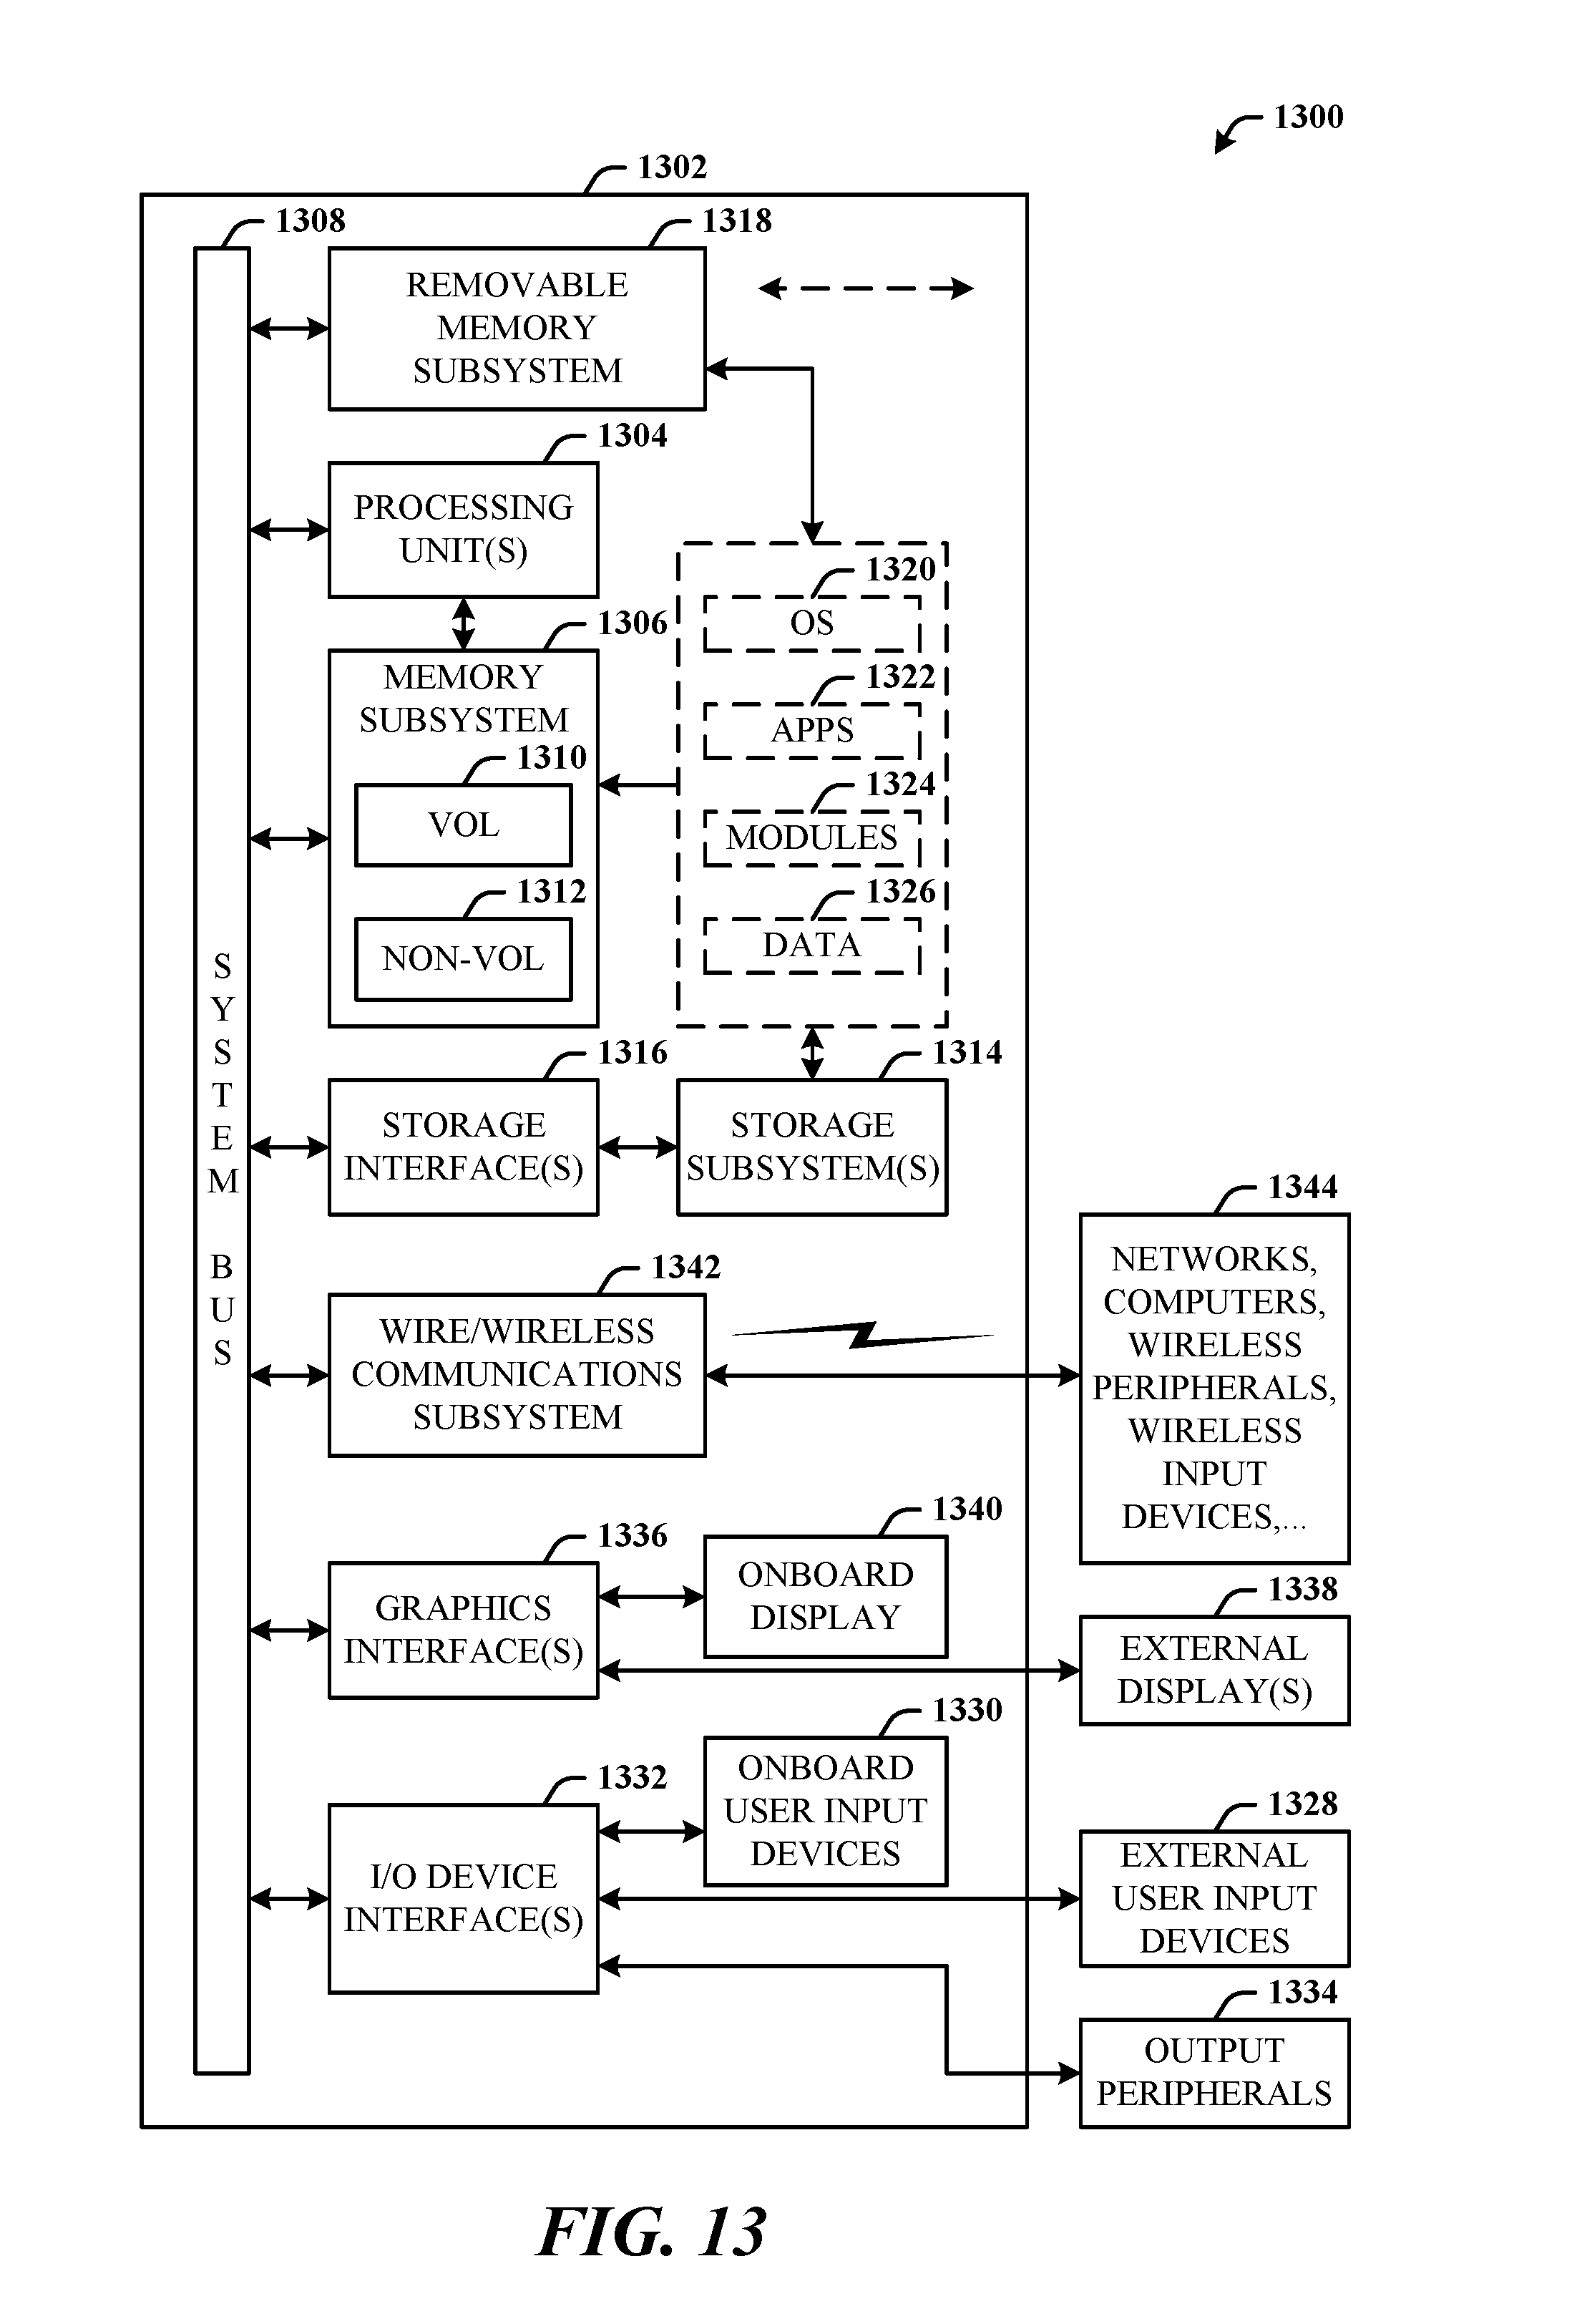 1300
1302
1308
1318
REMOVABLE
MEMORY
SUBSYSTEM
1304
PROCESSING
UNIT(S)
1306
MEMORY
SUBSYSTEM
1310
VOL
1312
NON-VOL
1320
OS
1322
APPS
1324
MODULES
1326
DATA
SYSTEM BUS
1316
STORAGE
INTERFACE(S)
1314
STORAGE
SUBSYSTEM(S)
1342
WIRE/WIRELESS
COMMUNICATIONS
SUBSYSTEM
1344
NETWORKS,
COMPUTERS,
WIRELESS
PERIPHERALS,
WIRELESS
INPUT
DEVICES,...
1336
GRAPHICS
INTERFACE(S)
1340
ONBOARD
DISPLAY
1338
EXTERNAL
DISPLAY(S)
1332
I/O DEVICE
INTERFACE(S)
1330
ONBOARD
USER INPUT
DEVICES
1328
EXTERNAL
USER INPUT
DEVICES
1334
OUTPUT
PERIPHERALS
FIG. 13